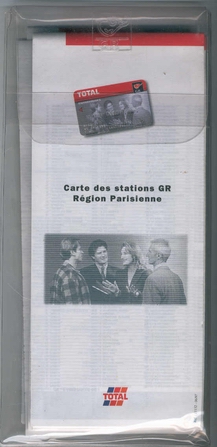 TOTAL
Carte des stations GR
Région Parisienne
TOTAL